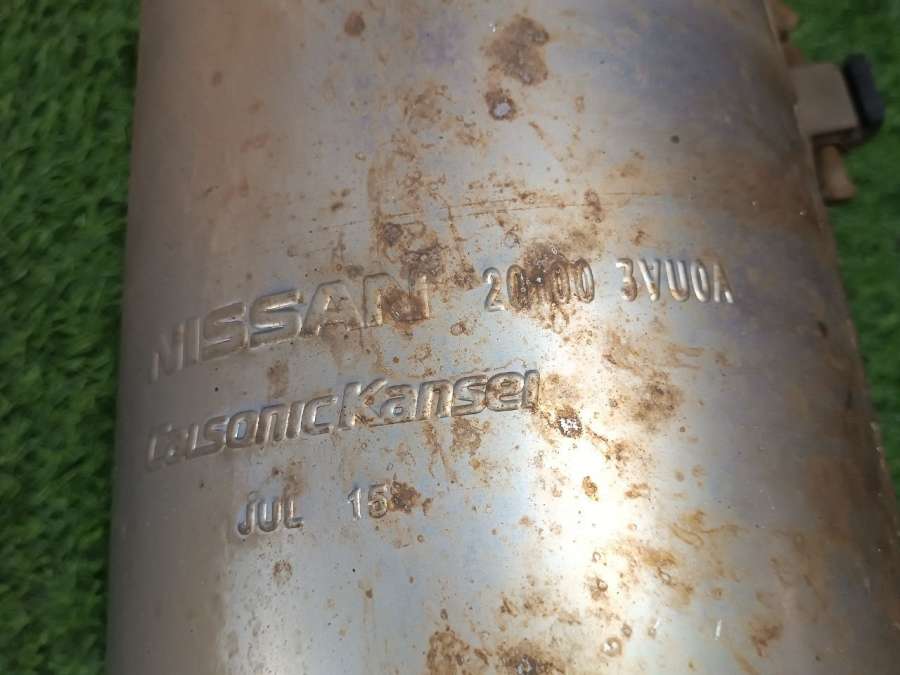 NISSAN 20100 3VU0A
CalsonicKansei
JUL 15